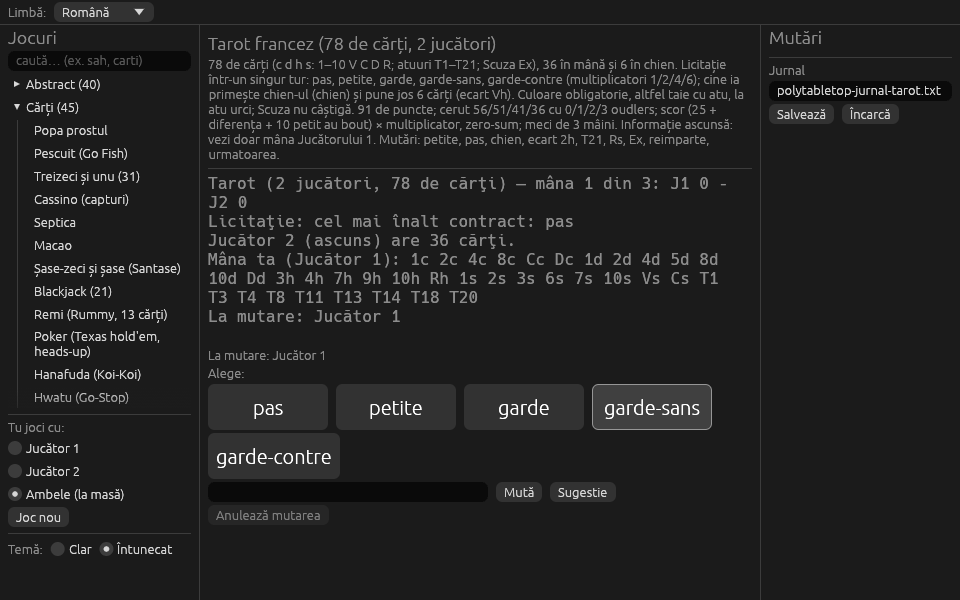 Limbă: Română
Jocuri
caută... (ex. sah, carti)
Abstract (40)
Cărți (45)
Popa prostul
Pescuit (Go Fish)
Treizeci și unu (31)
Cassino (capturi)
Septica
Macao
Șase-zeci și șase (Santase)
Blackjack (21)
Remi (Rummy, 13 cărți)
Poker (Texas hold'em,
heads-up)
Hanafuda (Koi-Koi)
Hwatu (Go-Stop)
Tu joci cu:
Jucător 1
Jucător 2
Ambele (la masă)
Joc nou
Temă: Clar Întunecat
Tarot francez (78 de cărți, 2 jucători)
78 de cărți (c d h s: 1–10 V C D R; atuuri T1–T21; Scuza Ex), 36 în mână și 6 în chien. Licitație
într-un singur tur: pas, petite, garde, garde-sans, garde-contre (multiplicatori 1/2/4/6); cine ia
primește chien-ul (chien) și pune jos 6 cărți (ecart Vh). Culoare obligatorie, altfel taie cu atu, la
atu urci; Scuza nu câștigă. 91 de puncte; cerut 56/51/41/36 cu 0/1/2/3 oudlers; scor (25 +
diferența + 10 petit au bout) × multiplicator, zero-sum; meci de 3 mâini. Informație ascunsă:
vezi doar mâna Jucătorului 1. Mutări: petite, pas, chien, ecart 2h, T21, Rs, Ex, reimparte,
urmatoarea.
Tarot (2 jucători, 78 de cărţi) — mâna 1 din 3: J1 0 -
J2 0
Licitaţie: cel mai înalt contract: pas
Jucător 2 (ascuns) are 36 cărţi.
Mâna ta (Jucător 1): 1c 2c 4c 8c Cc Dc 1d 2d 4d 5d 8d
10d Dd 3h 4h 7h 9h 10h Rh 1s 2s 3s 6s 7s 10s Vs Cs T1
T3 T4 T8 T11 T13 T14 T18 T20
La mutare: Jucător 1
La mutare: Jucător 1
Alege:
pas petite garde garde-sans
garde-contre
Mută Sugestie
Anulează mutarea
Mutări
Jurnal
polytabletop-jurnal-tarot.txt
Salvează Încarcă